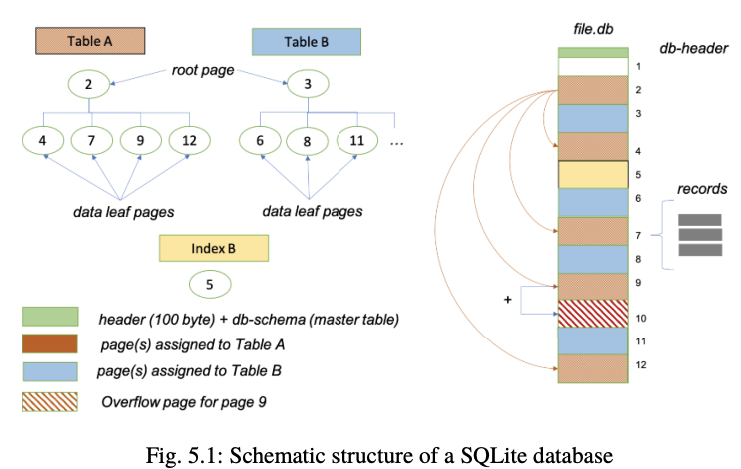 file.db
Table A
Table B
db-header
root page
1
2
3
2
3
4
4
7
9
12
6
8
11
...
5
6
records
data leaf pages
data leaf pages
7
Index B
8
5
9
+
header (100 byte) + db-schema (master table)
10
page(s) assigned to Table A
11
page(s) assigned to Table B
12
Overflow page for page 9
Fig. 5.1: Schematic structure of a SQLite database